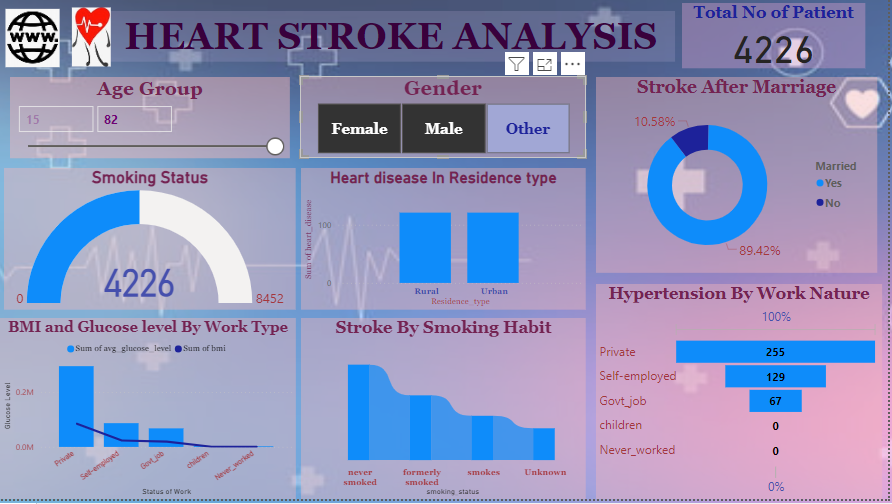 WWW.
HEART STROKE ANALYSIS
Total No of Patient
4226
Age Group
15
82
Gender
Female
Male
Other
Stroke After Marriage
10.58%
89.42%
Married
Yes
No
Smoking Status
4226
0
8452
Heart disease In Residence type
Sum of heart_disease
100
0
Rural
Urban
Residence_type
Hypertension By Work Nature
100%
Private
255
Self-employed
129
Govt_job
67
children
0
Never_worked
0
0%
BMI and Glucose level By Work Type
Sum of avg_glucose_level
Sum of bmi
Glucose Level
0.2M
0.0M
Private
Self-employed
Govt_job
children
Never_worked
Status of Work
Stroke By Smoking Habit
never
smoked
formerly
smoked
smokes
Unknown
smoking_status